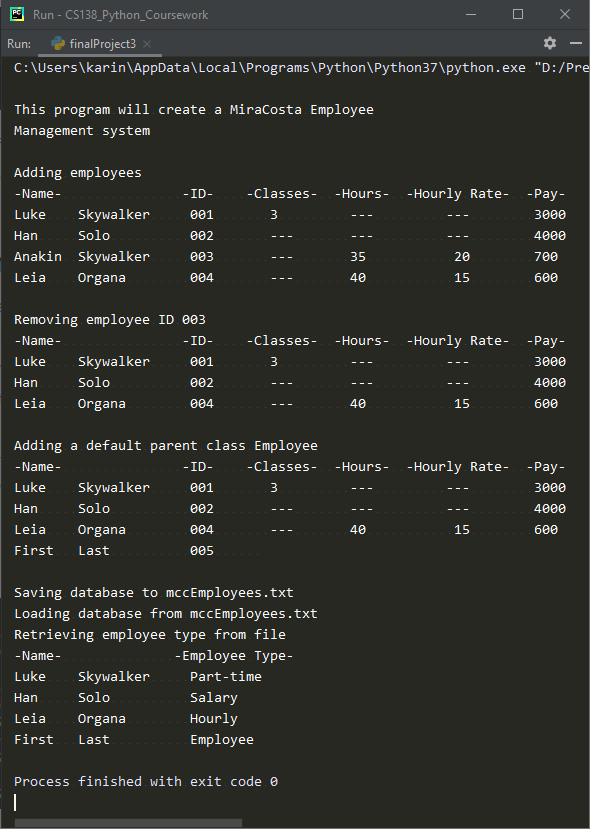 Run - CS138_Python_Coursework
Run: finalProject3
C:\Users\karin\AppData\Local\Programs\Python\Python37\python.exe "D:/Pre
This program will create a MiraCosta Employee
Management system
Adding employees
-Name- -ID- -Classes- -Hours- -Hourly Rate- -Pay-
Luke Skywalker 001 3 --- --- 3000
Han Solo 002 --- --- --- 4000
Anakin Skywalker 003 --- 35 20 700
Leia Organa 004 --- 40 15 600
Removing employee ID 003
-Name- -ID- -Classes- -Hours- -Hourly Rate- -Pay-
Luke Skywalker 001 3 --- --- 3000
Han Solo 002 --- --- --- 4000
Leia Organa 004 --- 40 15 600
Adding a default parent class Employee
-Name- -ID- -Classes- -Hours- -Hourly Rate- -Pay-
Luke Skywalker 001 3 --- --- 3000
Han Solo 002 --- --- --- 4000
Leia Organa 004 --- 40 15 600
First Last 005
Saving database to mccEmployees.txt
Loading database from mccEmployees.txt
Retrieving employee type from file
-Name- -Employee Type-
Luke Skywalker Part-time
Han Solo Salary
Leia Organa Hourly
First Last Employee
Process finished with exit code 0